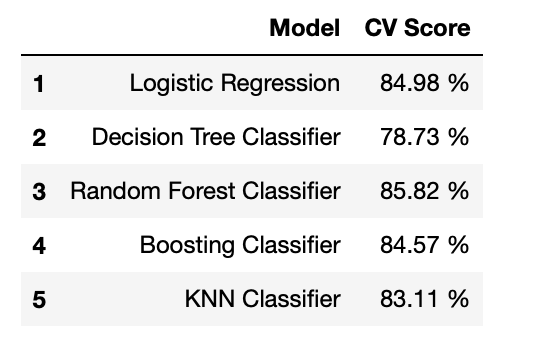 Model CV Score
1 Logistic Regression 84.98 %
2 Decision Tree Classifier 78.73 %
3 Random Forest Classifier 85.82 %
4 Boosting Classifier 84.57 %
5 KNN Classifier 83.11 %